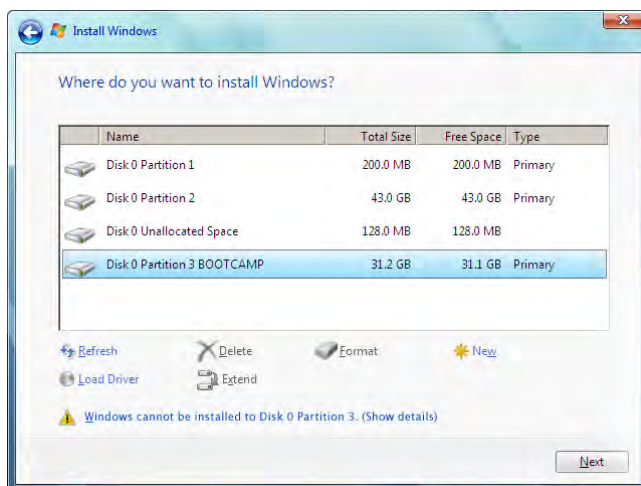 Install Windows
Where do you want to install Windows?
Name Total Size Free Space Type
Disk 0 Partition 1 200.0 MB 200.0 MB Primary
Disk 0 Partition 2 43.0 GB 43.0 GB Primary
Disk 0 Unallocated Space 128.0 MB 128.0 MB
Disk 0 Partition 3 BOOTCAMP 31.2 GB 31.1 GB Primary
Refresh Delete Format New
Load Driver Extend
Windows cannot be installed to Disk 0 Partition 3. (Show details)
Next